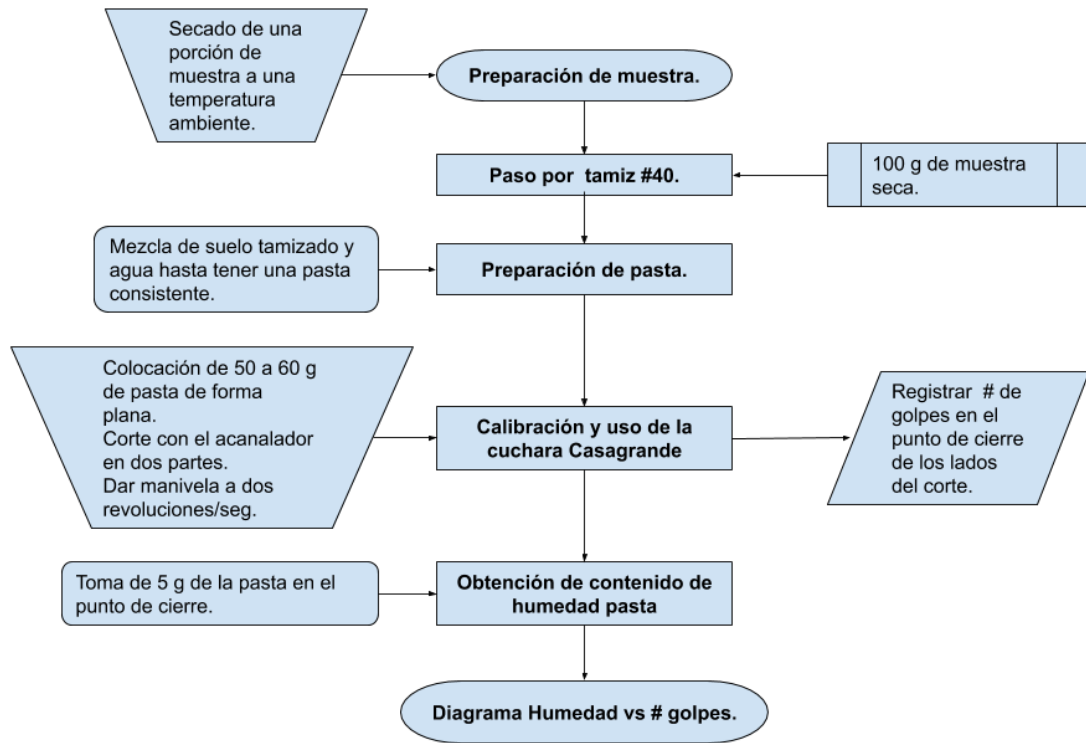 Secado de una
porción de
muestra a una
temperatura
ambiente.
Preparación de muestra.
Paso por tamiz #40.
100 g de muestra
seca.
Mezcla de suelo tamizado y
agua hasta tener una pasta
consistente.
Preparación de pasta.
Colocación de 50 a 60 g
de pasta de forma
plana.
Corte con el acanalador
en dos partes.
Dar manivela a dos
revoluciones/seg.
Calibración y uso de la
cuchara Casagrande
Registrar # de
golpes en el
punto de cierre
de los lados
del corte.
Toma de 5 g de la pasta en el
punto de cierre.
Obtención de contenido de
humedad pasta
Diagrama Humedad vs # golpes.